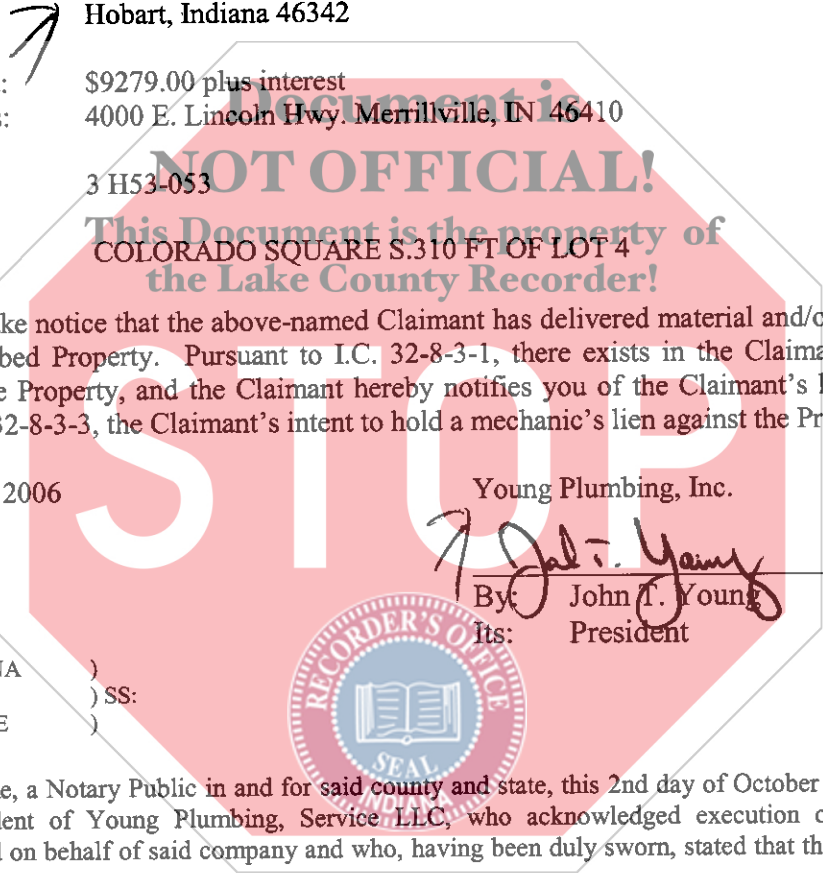 Hobart, Indiana 46342
$9279.00 plus interest
Document is
4000 E. Lincoln Hwy. Merrillville, IN 46410
NOT OFFICIAL!
3 H53-053
This Document is the property of
COLORADO SQUARE S.310 FT OF LOT 4
the Lake County Recorder!
ke notice that the above-named Claimant has delivered material and/o
bed Property. Pursuant to I.C. 32-8-3-1, there exists in the Claima
e Property, and the Claimant hereby notifies you of the Claimant's
32-8-3-3, the Claimant's intent to hold a mechanic's lien against the Pr
STOP
2006
Young Plumbing, Inc.
John T. Young
By: John T. Young
Its: President
RECORDER'S OFFICE
SEAL
INDIANA
NA )
) SS:
E )
e, a Notary Public in and for said county and state, this 2nd day of October
lent of Young Plumbing, Service LLC, who acknowledged execution o
l on behalf of said company and who, having been duly sworn, stated that th